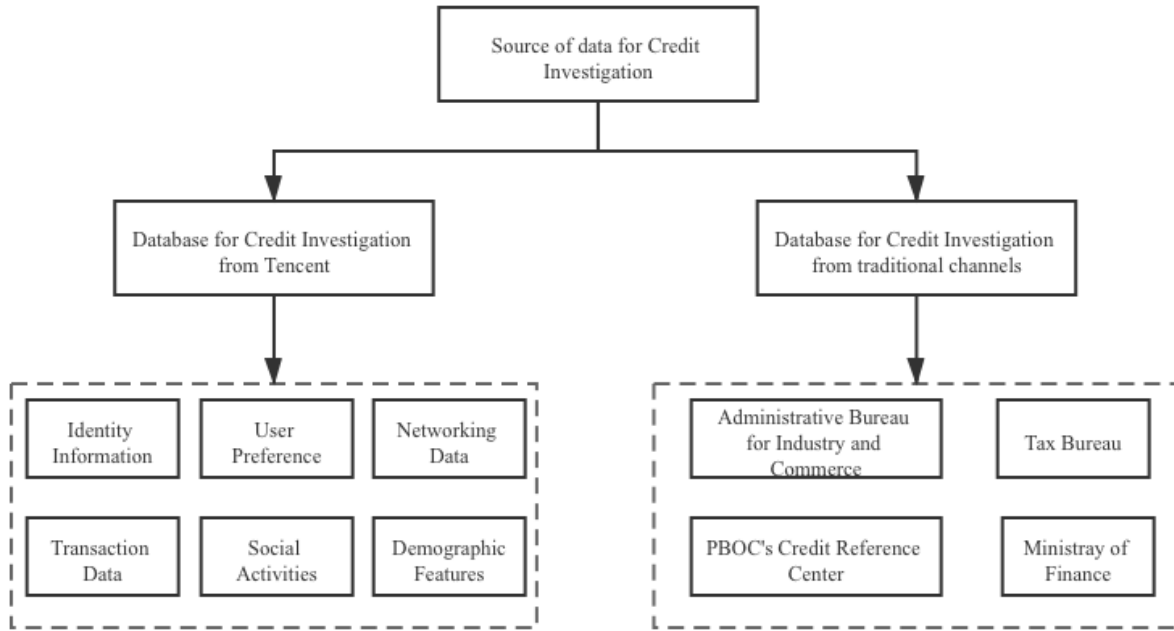 Source of data for Credit
Investigation
Database for Credit Investigation
from Tencent
Database for Credit Investigation
from traditional channels
Identity
Information
User
Preference
Networking
Data
Administrative Bureau
for Industry and
Commerce
Tax Bureau
Transaction
Data
Social
Activities
Demographic
Features
PBOC's Credit Reference
Center
Ministray of
Finance